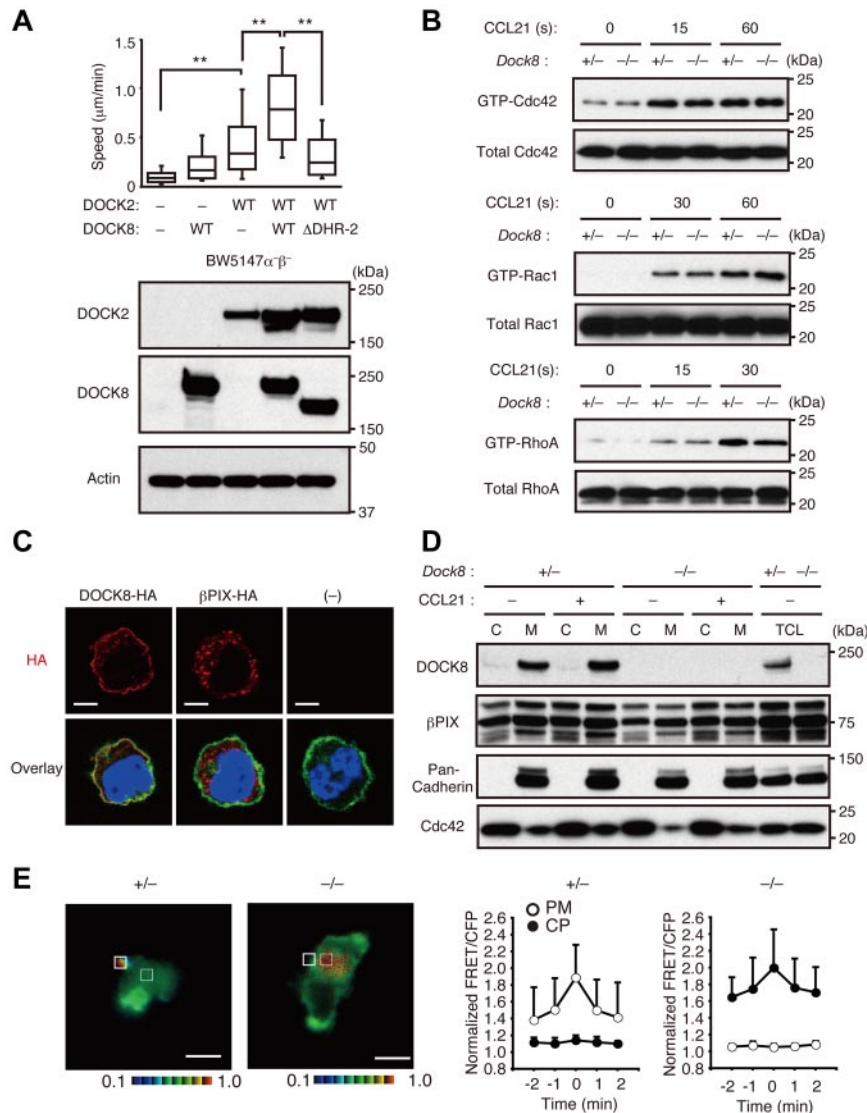 A
Speed (μm/min)
1.5
1.0
0.5
0
** ** **
DOCK2: – – WT WT WT
DOCK8: – WT – WT ΔDHR-2
BW5147α⁻β⁻
(kDa)
DOCK2
250
150
DOCK8
250
150
Actin
50
37
B
CCL21 (s): 0 15 60
Dock8 : +/– –/– +/– –/– +/– –/– (kDa)
GTP-Cdc42
25
20
Total Cdc42
25
20
CCL21 (s): 0 30 60
Dock8 : +/– –/– +/– –/– +/– –/– (kDa)
GTP-Rac1
25
20
Total Rac1
25
20
CCL21(s): 0 15 30
Dock8 : +/– –/– +/– –/– +/– –/– (kDa)
GTP-RhoA
25
20
Total RhoA
25
20
C
DOCK8-HA βPIX-HA (–)
HA
Overlay
D
Dock8 : +/– –/– +/– –/–
CCL21 : – + – + –
C M C M C M C M TCL (kDa)
DOCK8
250
βPIX
75
Pan-
Cadherin
150
Cdc42
25
20
E
+/– –/–
0.1 1.0 0.1 1.0
+/–
PM
CP
Normalized FRET/CFP
2.6
2.4
2.2
2.0
1.8
1.6
1.4
1.2
1.0
0.8
-2 -1 0 1 2
Time (min)
–/–
Normalized FRET/CFP
2.6
2.4
2.2
2.0
1.8
1.6
1.4
1.2
1.0
0.8
-2 -1 0 1 2
Time (min)